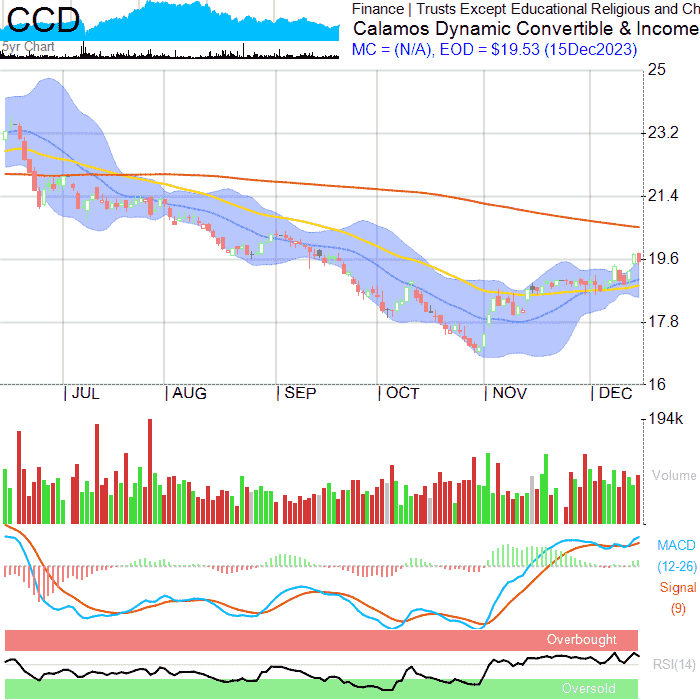 CCD
5yr Chart
Finance | Trusts Except Educational Religious and Ch
Calamos Dynamic Convertible & Income
MC = (N/A), EOD = $19.53 (15Dec2023)
25
23.2
21.4
19.6
17.8
16
| JUL | AUG | SEP | OCT | NOV | DEC
194k
Volume
MACD
(12-26)
Signal
(9)
Overbought
RSI(14)
Oversold